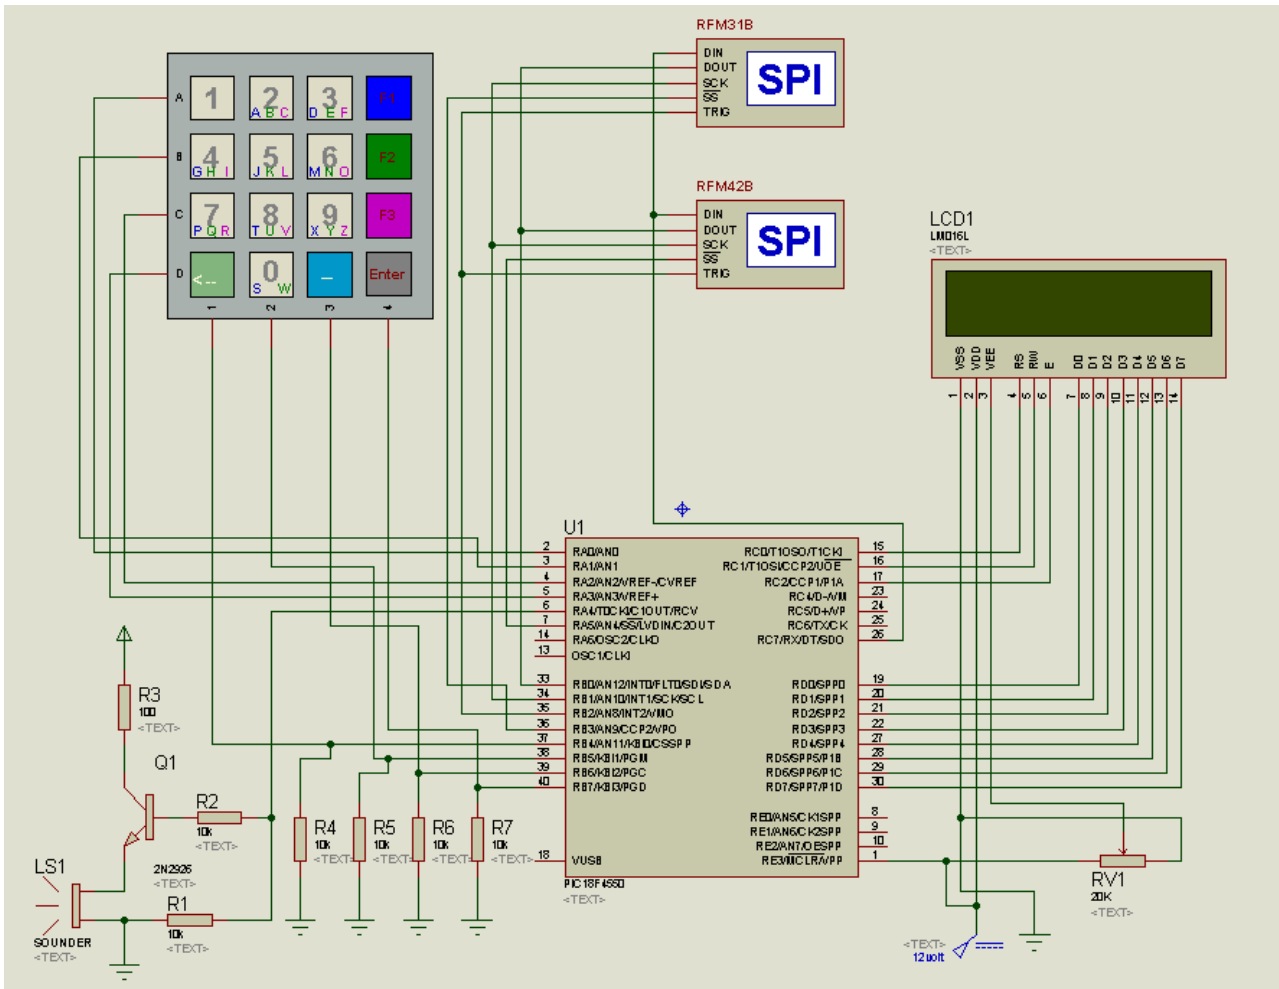 RFM31B
DIN
DOUT
SCK
SS
TRIG
SPI
A
B
C
D
1
2
ABC
3
DEF
F1
4
GHI
5
JKL
6
MNO
F2
7
PQR
8
TUV
9
XYZ
F3
<--
0
S W
–
Enter
1
2
3
4
RFM42B
DIN
DOUT
SCK
SS
TRIG
SPI
LCD1
LM016L
<TEXT>
VSS
VDD
VEE
RS
RW
E
D0
D1
D2
D3
D4
D5
D6
D7
1
2
3
4
5
6
7
8
9
10
11
12
13
14
U1
2 RA0/AN0
3 RA1/AN1
4 RA2/AN2/VREF-/CVREF
5 RA3/AN3/VREF+
6 RA4/T0CKI/C1OUT/RCV
7 RA5/AN4/SS/LVDIN/C2OUT
14 RA6/OSC2/CLKO
13 OSC1/CLKI
33 RB0/AN12/INT0/FLT0/SDI/SDA
34 RB1/AN10/INT1/SCK/SCL
35 RB2/AN8/INT2/VMO
36 RB3/AN9/CCP2/VPO
37 RB4/AN11/KBI0/CSSPP
38 RB5/KBI1/PGM
39 RB6/KBI2/PGC
40 RB7/KBI3/PGD
18 VUSB
RC0/T1OSO/T1CKI 15
RC1/T1OSI/CCP2/UOE 16
RC2/CCP1/P1A 17
RC4/D-/VM 23
RC5/D+/VP 24
RC6/TX/CK 25
RC7/RX/DT/SDO 26
RD0/SPP0 19
RD1/SPP1 20
RD2/SPP2 21
RD3/SPP3 22
RD4/SPP4 27
RD5/SPP5/P1B 28
RD6/SPP6/P1C 29
RD7/SPP7/P1D 30
RE0/AN5/CK1SPP 8
RE1/AN6/CK2SPP 9
RE2/AN7/OESPP 10
RE3/MCLR/VPP 1
PIC18F4550
<TEXT>
R3
100
<TEXT>
Q1
2N2926
<TEXT>
R2
10k
<TEXT>
R4
10k
<TEXT>
R5
10k
<TEXT>
R6
10k
<TEXT>
R7
10k
<TEXT>
LS1
SOUNDER
<TEXT>
R1
10k
<TEXT>
RV1
20K
<TEXT>
<TEXT>
12volt